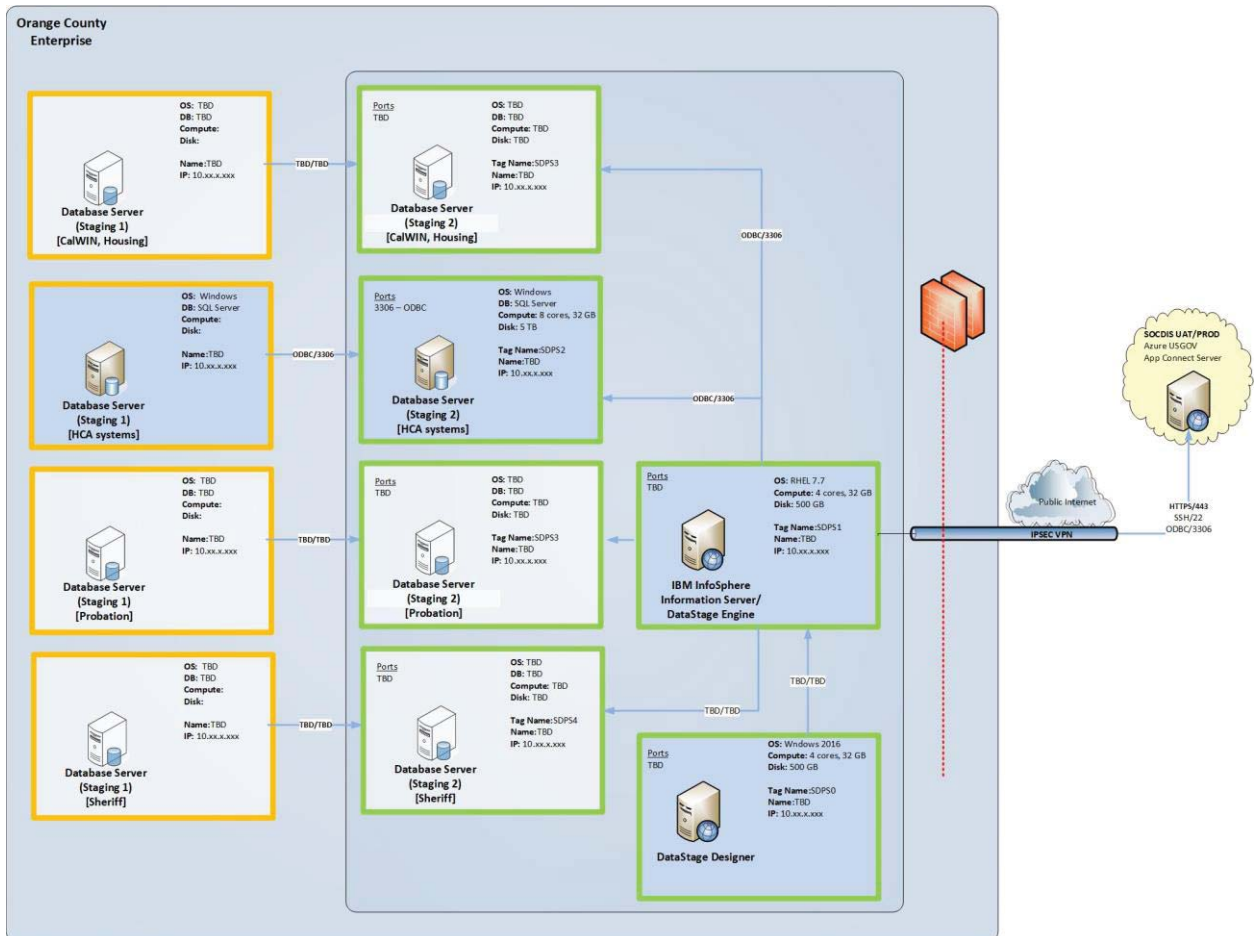 Orange County
Enterprise
OS: TBD
DB: TBD
Compute:
Disk:
Name:TBD
IP: 10.xx.x.xxx
Database Server
(Staging 1)
[CalWIN, Housing]
TBD/TBD
Ports
TBD
OS: TBD
DB: TBD
Compute: TBD
Disk: TBD
Tag Name:SDPS3
Name:TBD
IP: 10.xx.x.xxx
Database Server
(Staging 2)
[CalWIN, Housing]
ODBC/3306
OS: Windows
DB: SQL Server
Compute:
Disk:
Name:TBD
IP: 10.xx.x.xxx
Database Server
(Staging 1)
[HCA systems]
ODBC/3306
Ports
3306 – ODBC
OS: Windows
DB: SQL Server
Compute: 8 cores, 32 GB
Disk: 5 TB
Tag Name:SDPS2
Name:TBD
IP: 10.xx.x.xxx
Database Server
(Staging 2)
[HCA systems]
ODBC/3306
OS: TBD
DB: TBD
Compute:
Disk:
Name:TBD
IP: 10.xx.x.xxx
Database Server
(Staging 1)
[Probation]
TBD/TBD
Ports
TBD
OS: TBD
DB: TBD
Compute: TBD
Disk: TBD
Tag Name:SDPS3
Name:TBD
IP: 10.xx.x.xxx
Database Server
(Staging 2)
[Probation]
Ports
TBD
OS: RHEL 7.7
Compute: 4 cores, 32 GB
Disk: 500 GB
Tag Name:SDPS1
Name:TBD
IP: 10.xx.x.xxx
IBM InfoSphere
Information Server/
DataStage Engine
OS: TBD
DB: TBD
Compute:
Disk:
Name:TBD
IP: 10.xx.x.xxx
Database Server
(Staging 1)
[Sheriff]
TBD/TBD
Ports
TBD
OS: TBD
DB: TBD
Compute: TBD
Disk: TBD
Tag Name:SDPS4
Name:TBD
IP: 10.xx.x.xxx
Database Server
(Staging 2)
[Sheriff]
TBD/TBD
TBD/TBD
Ports
TBD
OS: Wndows 2016
Compute: 4 cores, 32 GB
Disk: 500 GB
Tag Name:SDPS0
Name:TBD
IP: 10.xx.x.xxx
DataStage Designer
SOCDIS UAT/PROD
Azure USGOV
App Connect Server
Public Internet
IPSEC VPN
HTTPS/443
SSH/22
ODBC/3306